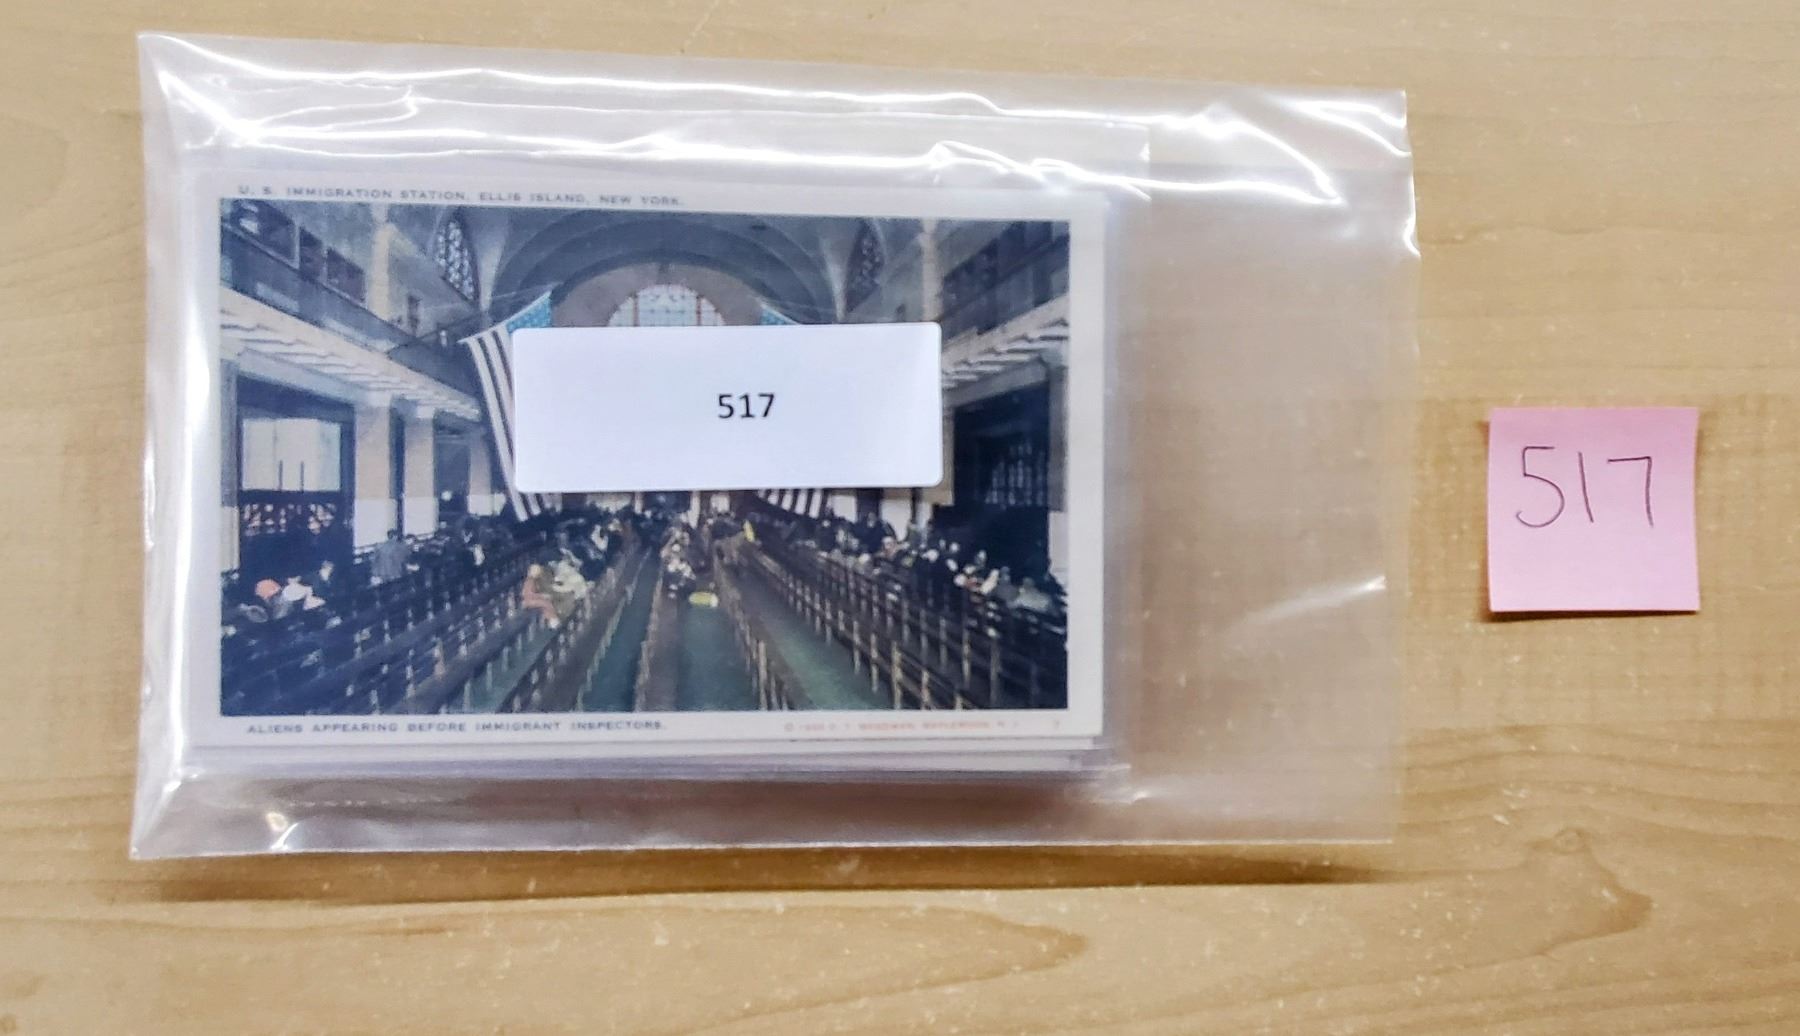 U. S. IMMIGRATION STATION, ELLIS ISLAND, NEW YORK.
517
ALIENS APPEARING BEFORE IMMIGRANT INSPECTORS.
517